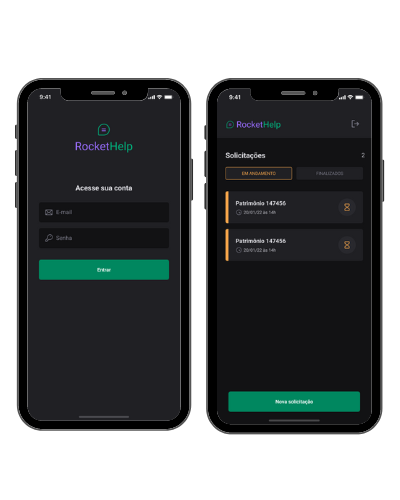 9:41
RocketHelp
Acesse sua conta
E-mail
Senha
Entrar
9:41
RocketHelp
Solicitações
2
EM ANDAMENTO
FINALIZADOS
Patrimônio 147456
20/01/22 às 14h
Patrimônio 147456
20/01/22 às 14h
Nova solicitação